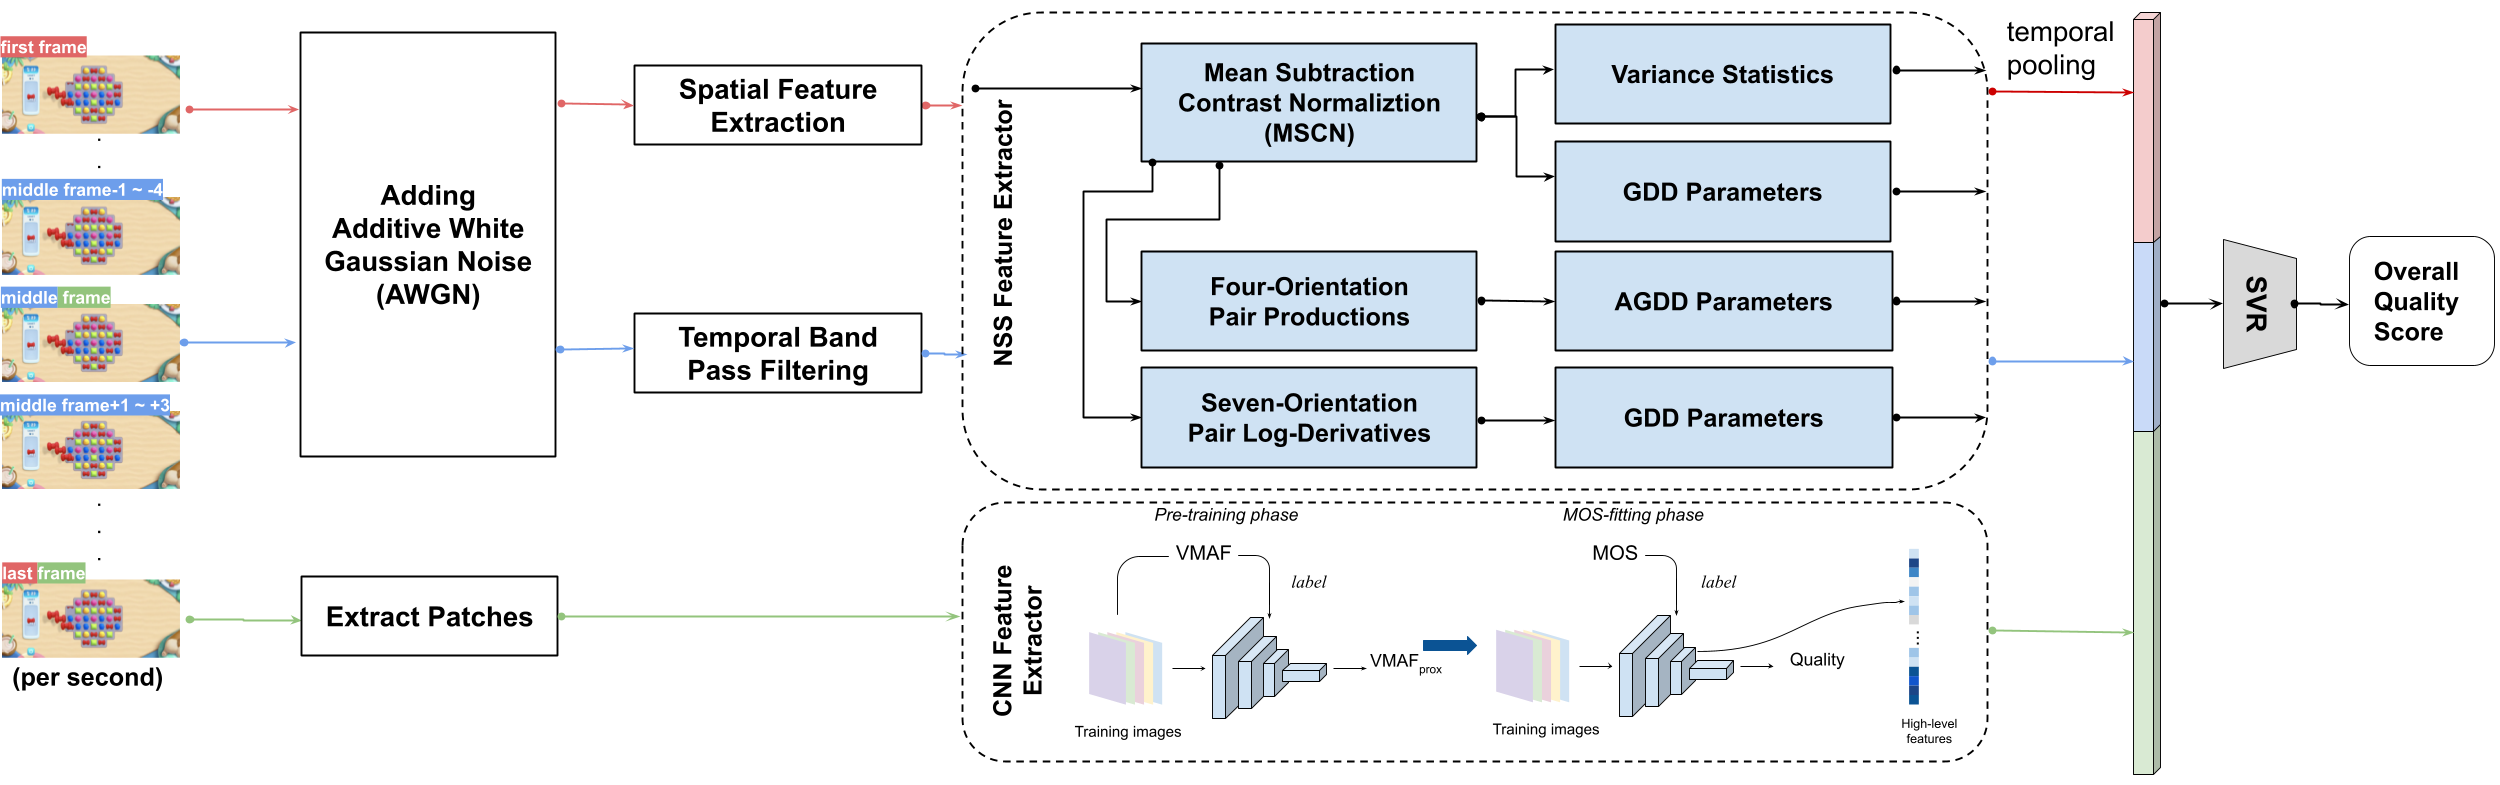 first frame
middle frame-1 ~ -4
middle frame
middle frame+1 ~ +3
last frame
(per second)
Adding
Additive White
Gaussian Noise
(AWGN)
Extract Patches
Spatial Feature
Extraction
Temporal Band
Pass Filtering
NSS Feature Extractor
Mean Subtraction
Contrast Normaliztion
(MSCN)
Four-Orientation
Pair Productions
Seven-Orientation
Pair Log-Derivatives
Variance Statistics
GDD Parameters
AGDD Parameters
GDD Parameters
CNN Feature
Extractor
Pre-training phase
VMAF
label
Training images
VMAFprox
MOS-fitting phase
MOS
label
Training images
Quality
High-level
features
temporal
pooling
SVR
Overall
Quality
Score